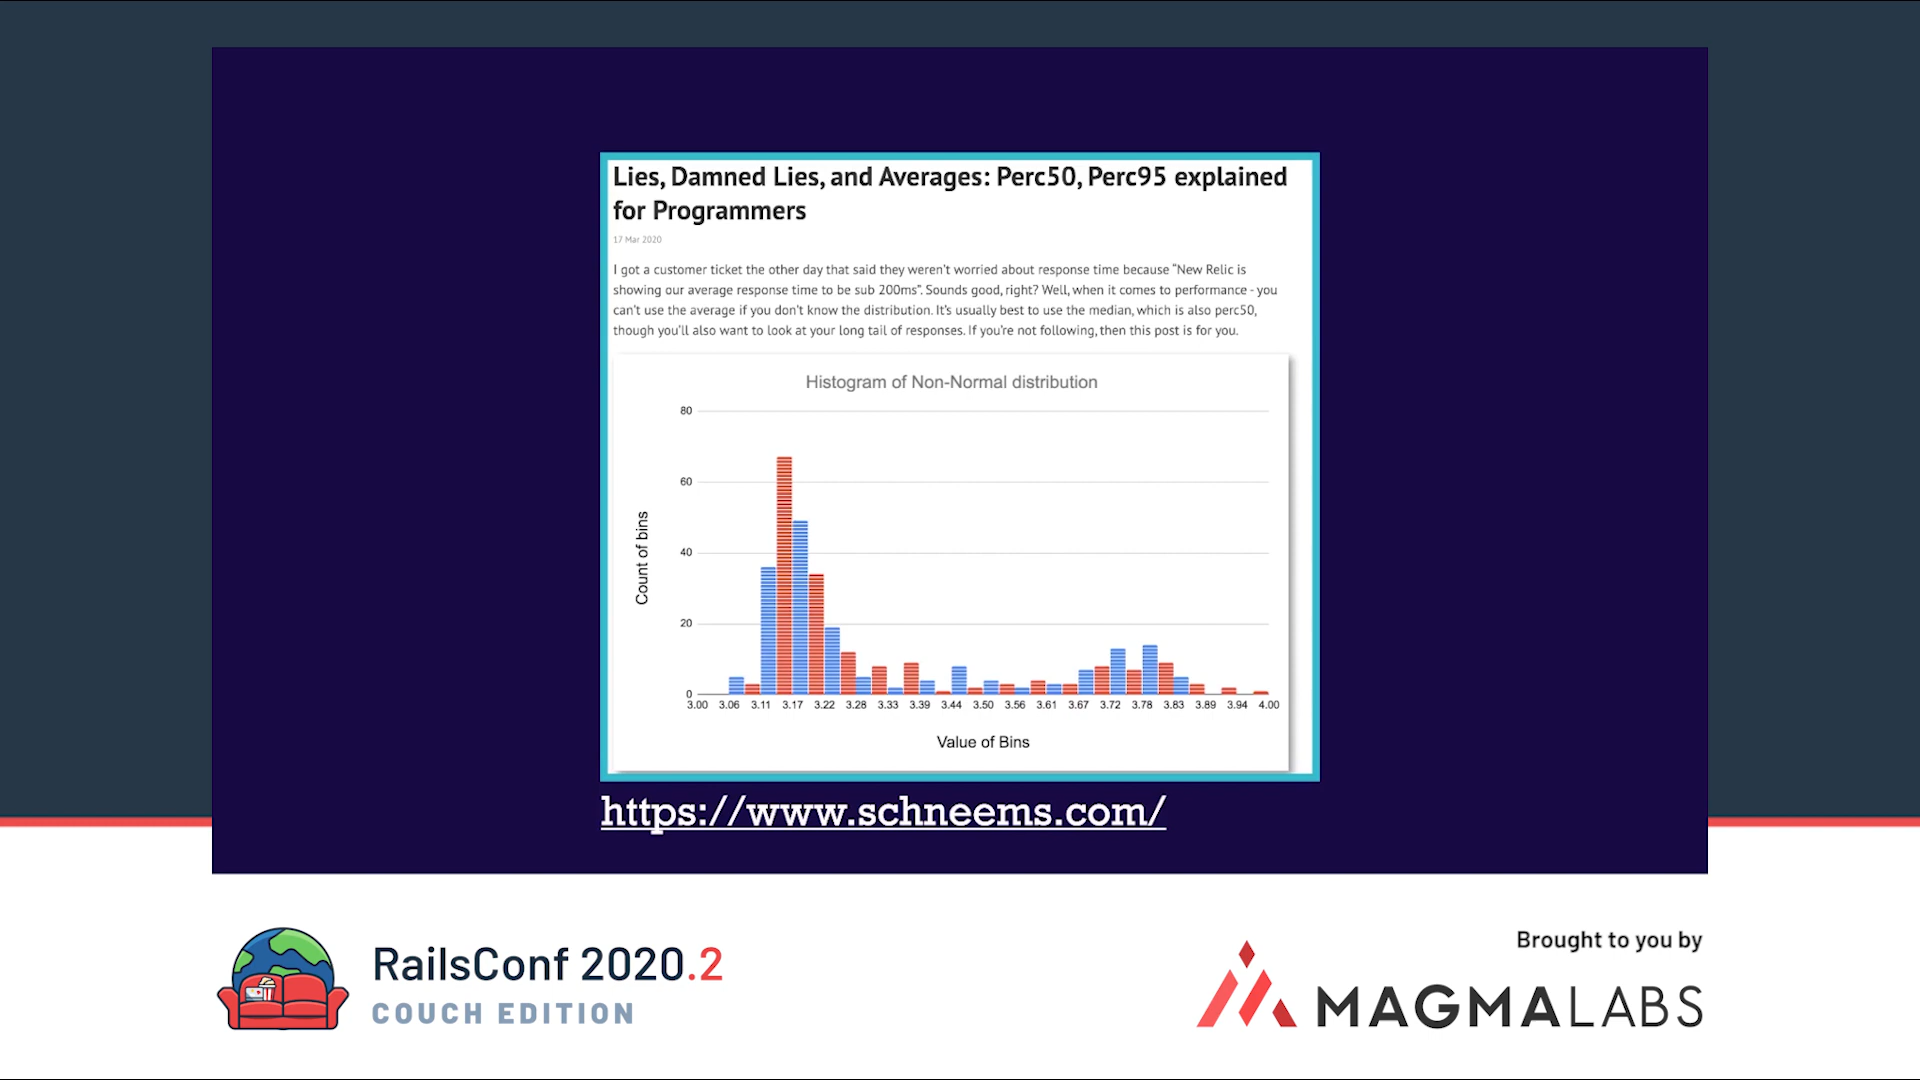 Lies, Damned Lies, and Averages: Perc50, Perc95 explained
for Programmers
17 Mar 2020
I got a customer ticket the other day that said they weren't worried about response time because “New Relic is
showing our average response time to be sub 200ms”. Sounds good, right? Well, when it comes to performance - you
can't use the average if you don't know the distribution. It's usually best to use the median, which is also perc50,
though you'll also want to look at your long tail of responses. If you're not following, then this post is for you.
Histogram of Non-Normal distribution
80
60
40
20
0
Count of bins
3.00 3.06 3.11 3.17 3.22 3.28 3.33 3.39 3.44 3.50 3.56 3.61 3.67 3.72 3.78 3.83 3.89 3.94 4.00
Value of Bins
https://www.schneems.com/
RailsConf 2020.2
COUCH EDITION
Brought to you by
MAGMALABS